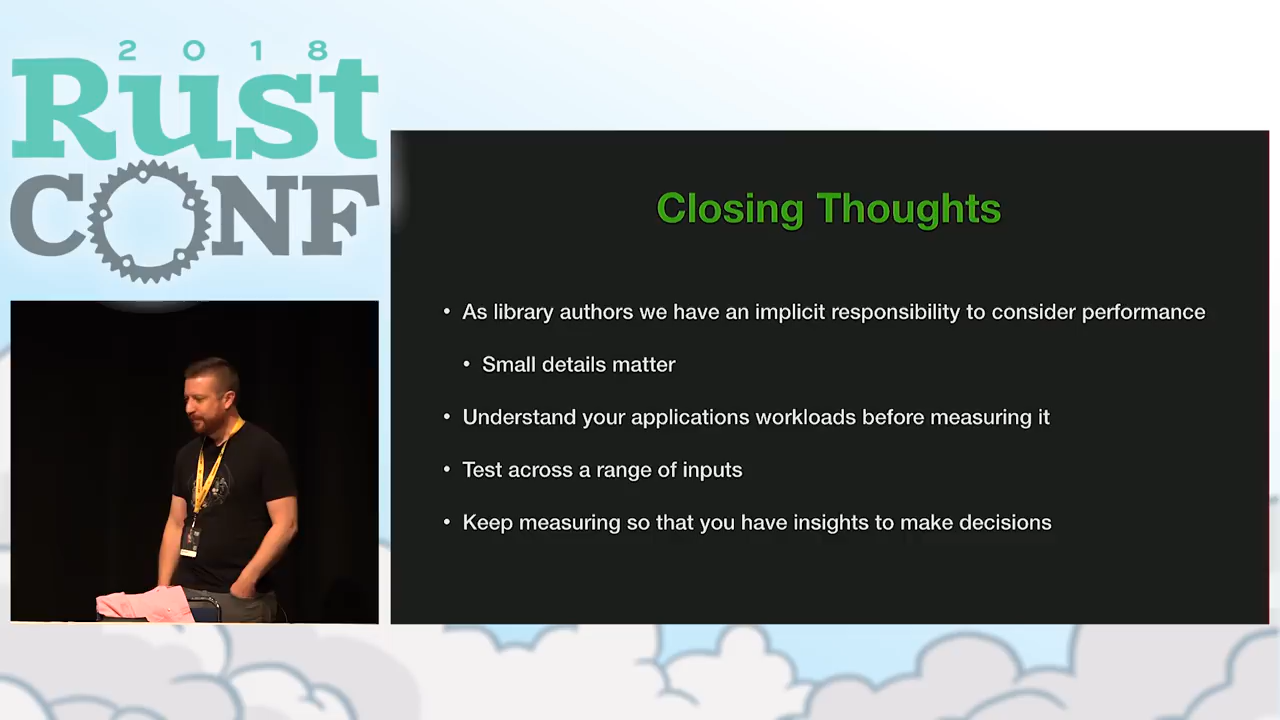 2018
Rust
CONF
Closing Thoughts
• As library authors we have an implicit responsibility to consider performance
• Small details matter
• Understand your applications workloads before measuring it
• Test across a range of inputs
• Keep measuring so that you have insights to make decisions